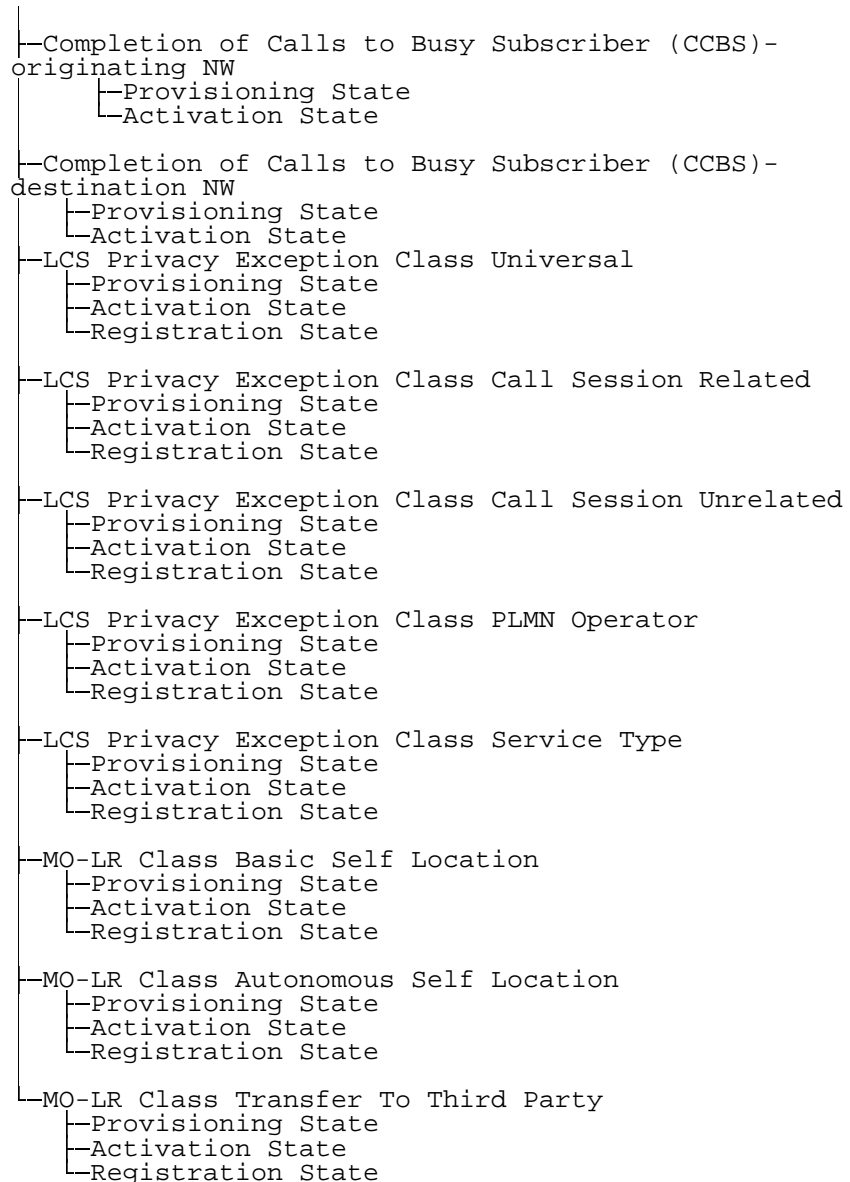 Completion of Calls to Busy Subscriber (CCBS)-
originating NW
Provisioning State
Activation State
Completion of Calls to Busy Subscriber (CCBS)-
destination NW
Provisioning State
Activation State
LCS Privacy Exception Class Universal
Provisioning State
Activation State
Registration State
LCS Privacy Exception Class Call Session Related
Provisioning State
Activation State
Registration State
LCS Privacy Exception Class Call Session Unrelated
Provisioning State
Activation State
Registration State
LCS Privacy Exception Class PLMN Operator
Provisioning State
Activation State
Registration State
LCS Privacy Exception Class Service Type
Provisioning State
Activation State
Registration State
MO-LR Class Basic Self Location
Provisioning State
Activation State
Registration State
MO-LR Class Autonomous Self Location
Provisioning State
Activation State
Registration State
MO-LR Class Transfer To Third Party
Provisioning State
Activation State
Registration State